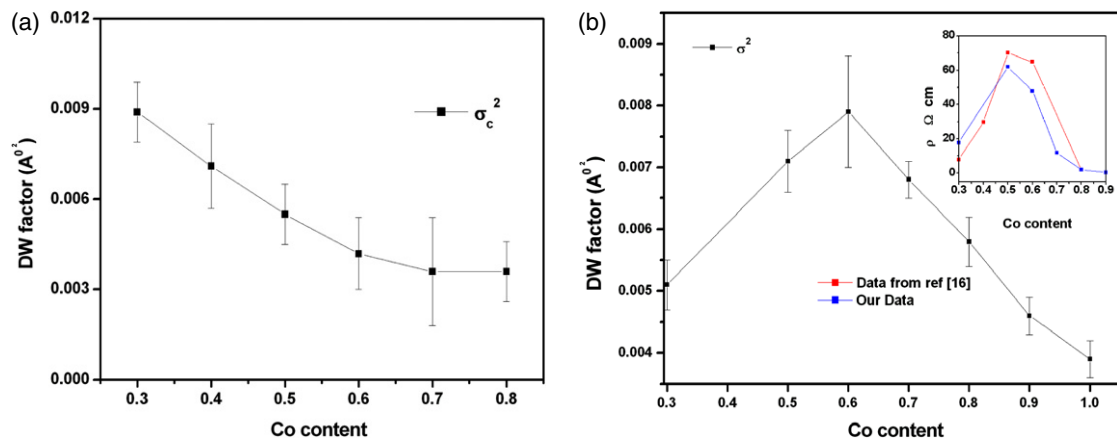 (a)
0.012
0.009
0.006
0.003
0.000
DW factor (A⁰²)
σc²
0.3 0.4 0.5 0.6 0.7 0.8
Co content
(b)
0.009
0.008
0.007
0.006
0.005
0.004
DW factor (A⁰²)
σ²
80
60
40
20
0
ρ Ω cm
0.3 0.4 0.5 0.6 0.7 0.8 0.9
Co content
Data from ref [16]
Our Data
0.3 0.4 0.5 0.6 0.7 0.8 0.9 1.0
Co content